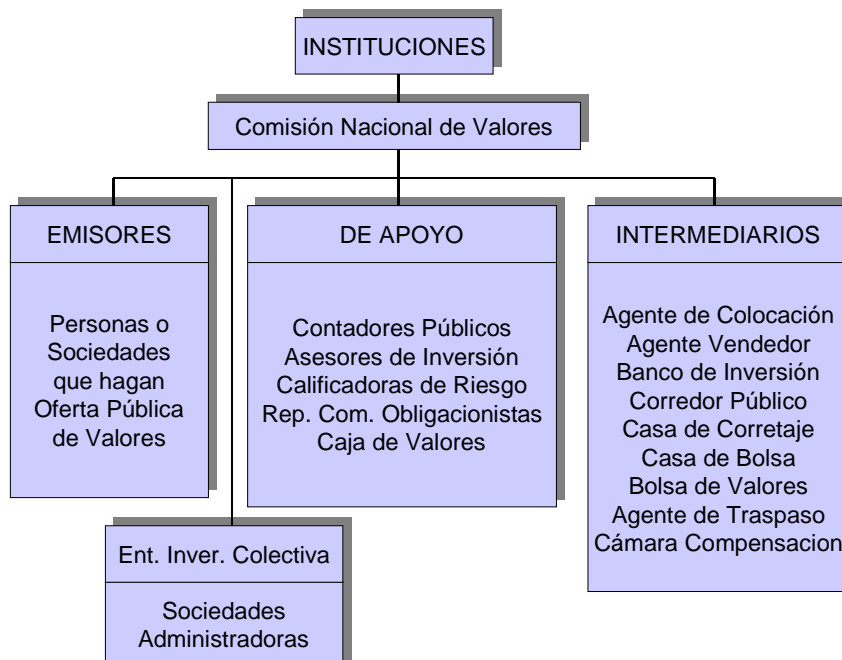 INSTITUCIONES
Comisión Nacional de Valores
EMISORES
Personas o
Sociedades
que hagan
Oferta Pública
de Valores
DE APOYO
Contadores Públicos
Asesores de Inversión
Calificadoras de Riesgo
Rep. Com. Obligacionistas
Caja de Valores
INTERMEDIARIOS
Agente de Colocación
Agente Vendedor
Banco de Inversión
Corredor Público
Casa de Corretaje
Casa de Bolsa
Bolsa de Valores
Agente de Traspaso
Cámara Compensacion
Ent. Inver. Colectiva
Sociedades
Administradoras